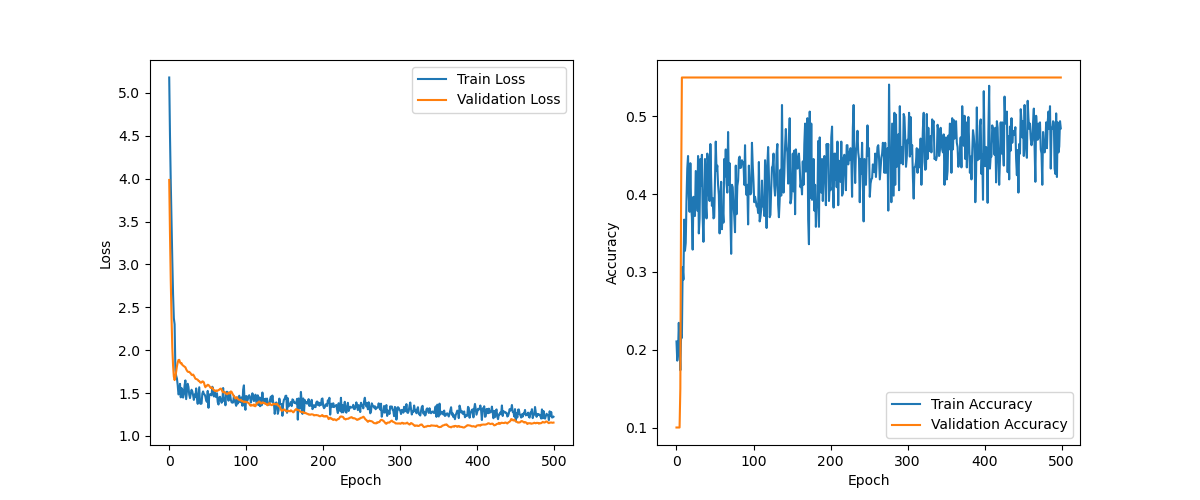 5.0
4.5
4.0
3.5
3.0
2.5
2.0
1.5
1.0
Loss
0 100 200 300 400 500
Epoch
Train Loss
Validation Loss
0.5
0.4
0.3
0.2
0.1
Accuracy
0 100 200 300 400 500
Epoch
Train Accuracy
Validation Accuracy